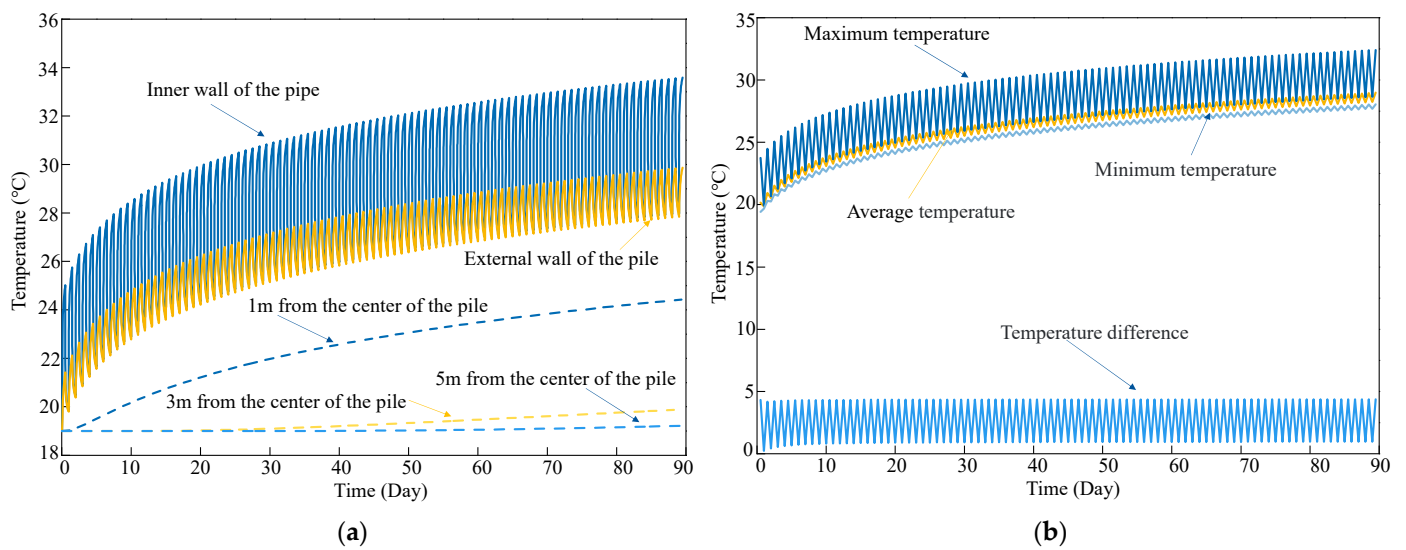 36
34
32
30
28
26
24
22
20
18
Temperature (°C)
Inner wall of the pipe
External wall of the pile
1m from the center of the pile
5m from the center of the pile
3m from the center of the pile
0 10 20 30 40 50 60 70 80 90
Time (Day)
(a)
35
30
25
20
15
10
5
0
Temperature (°C)
Maximum temperature
Minimum temperature
Average temperature
Temperature difference
0 10 20 30 40 50 60 70 80 90
Time (Day)
(b)